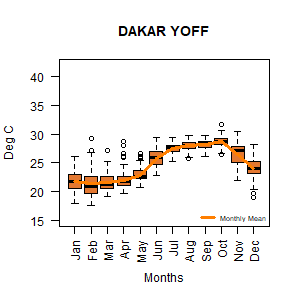 DAKAR YOFF
Deg C
40
35
30
25
20
15
Monthly Mean
Jan Feb Mar Apr May Jun Jul Aug Sep Oct Nov Dec
Months